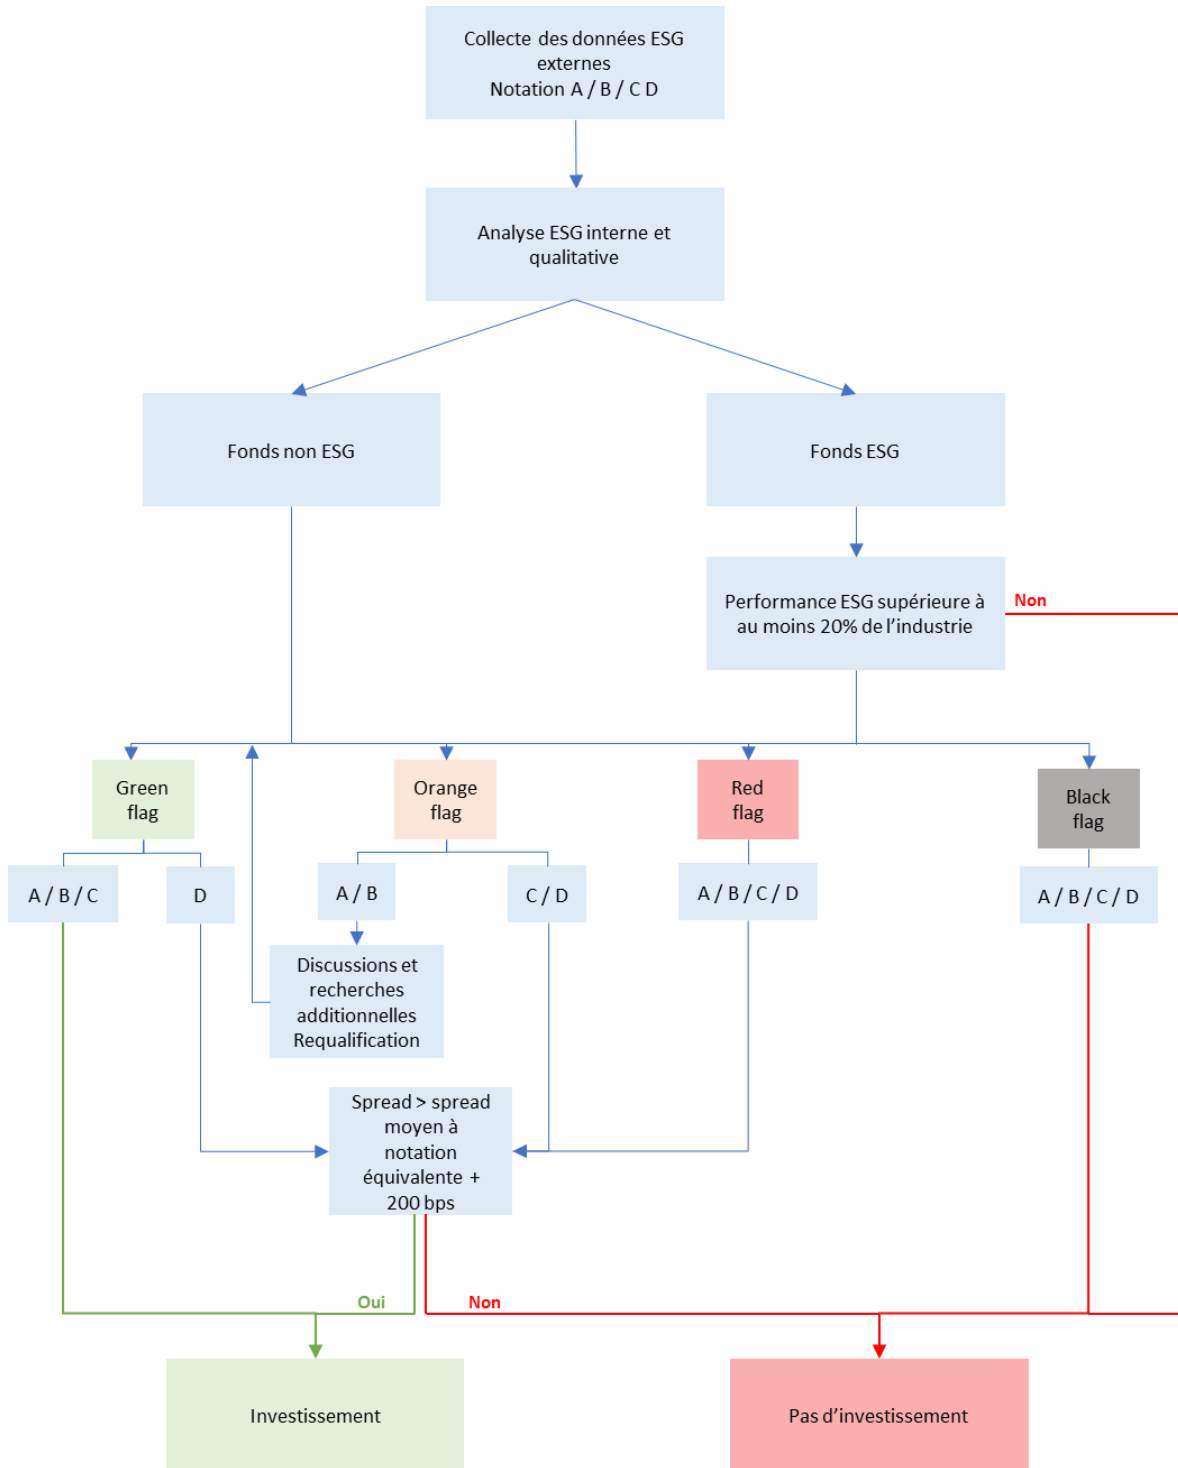 Collecte des données ESG
externes
Notation A / B / C D
Analyse ESG interne et
qualitative
Fonds non ESG
Fonds ESG
Performance ESG supérieure à
au moins 20% de l'industrie
Non
Green
flag
Orange
flag
Red
flag
Black
flag
A / B / C
D
A / B
C / D
A / B / C / D
A / B / C / D
Discussions et
recherches
additionnelles
Requalification
Spread > spread
moyen à
notation
équivalente +
200 bps
Oui
Non
Investissement
Pas d'investissement